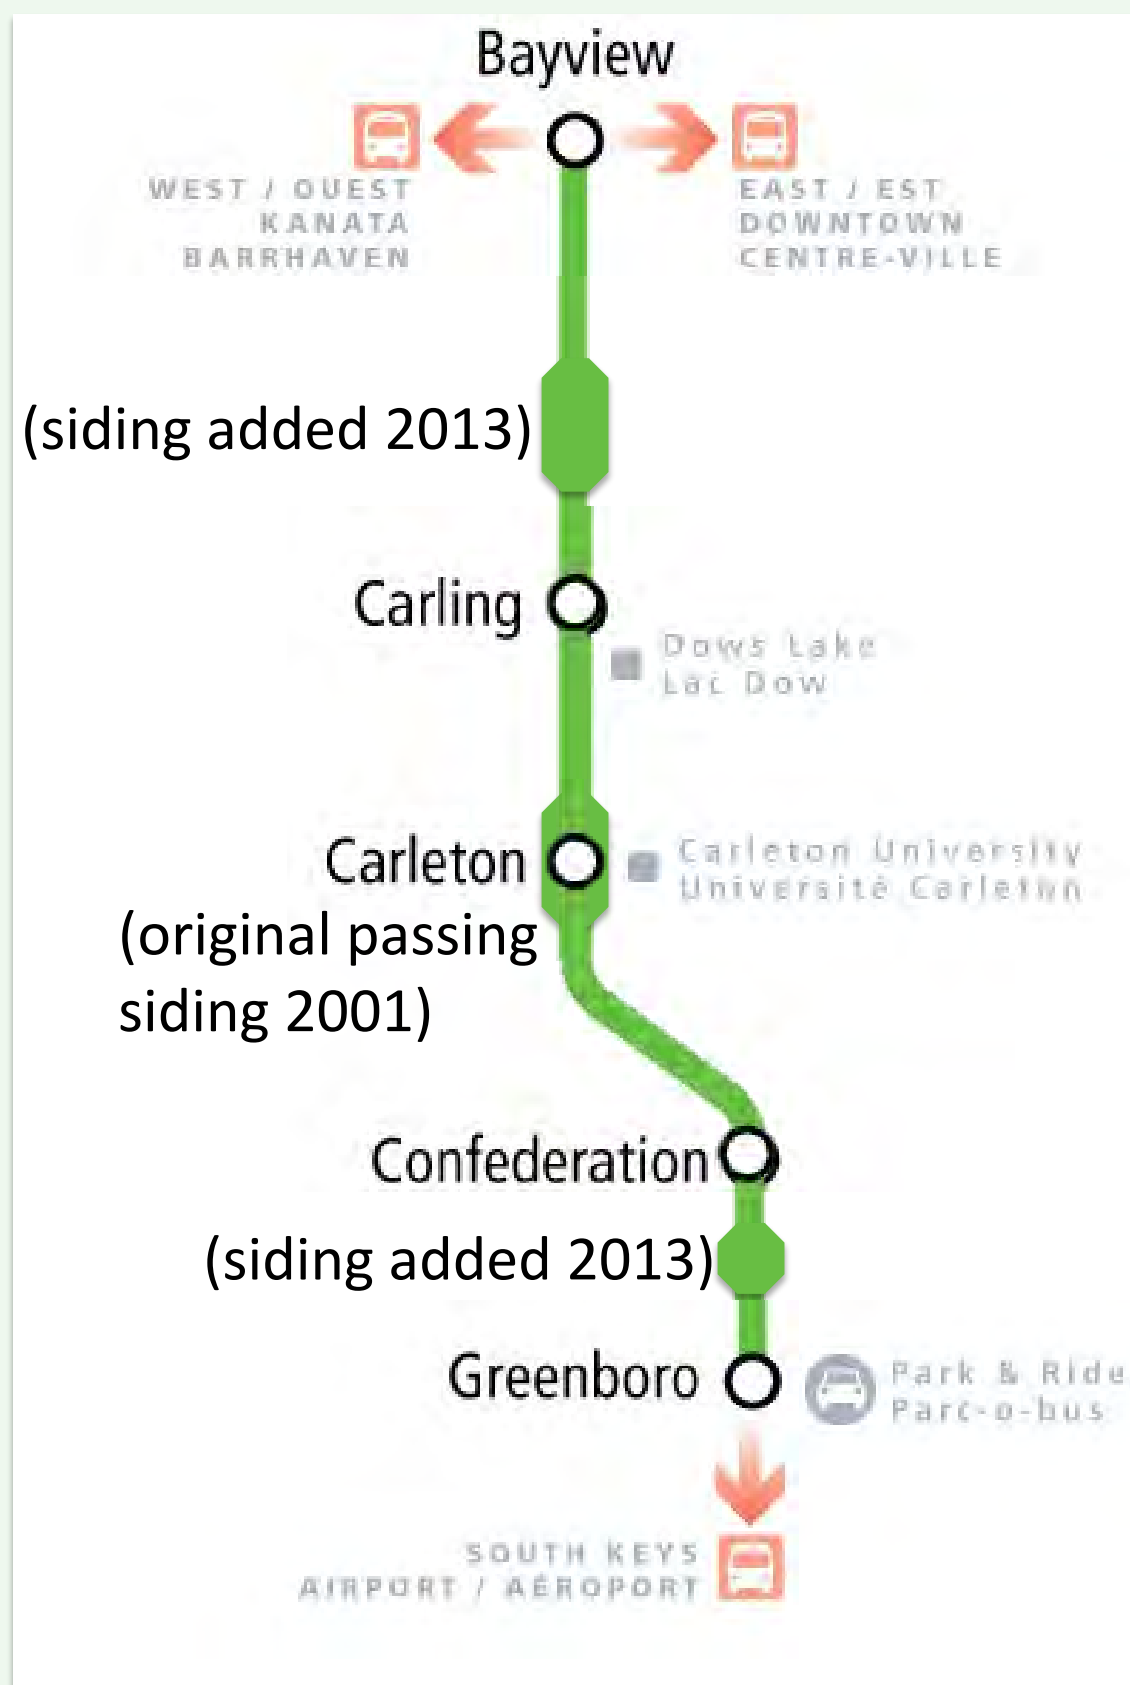 Bayview
WEST / OUEST
KANATA
BARRHAVEN
EAST / EST
DOWNTOWN
CENTRE-VILLE
(siding added 2013)
Carling
Dows Lake
Lac Dow
Carleton
Carleton University
Université Carleton
(original passing
siding 2001)
Confederation
(siding added 2013)
Greenboro
Park & Ride
Parc-o-bus
SOUTH KEYS
AIRPORT / AÉROPORT